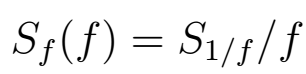 S_f(f) = S_{1/f}/f